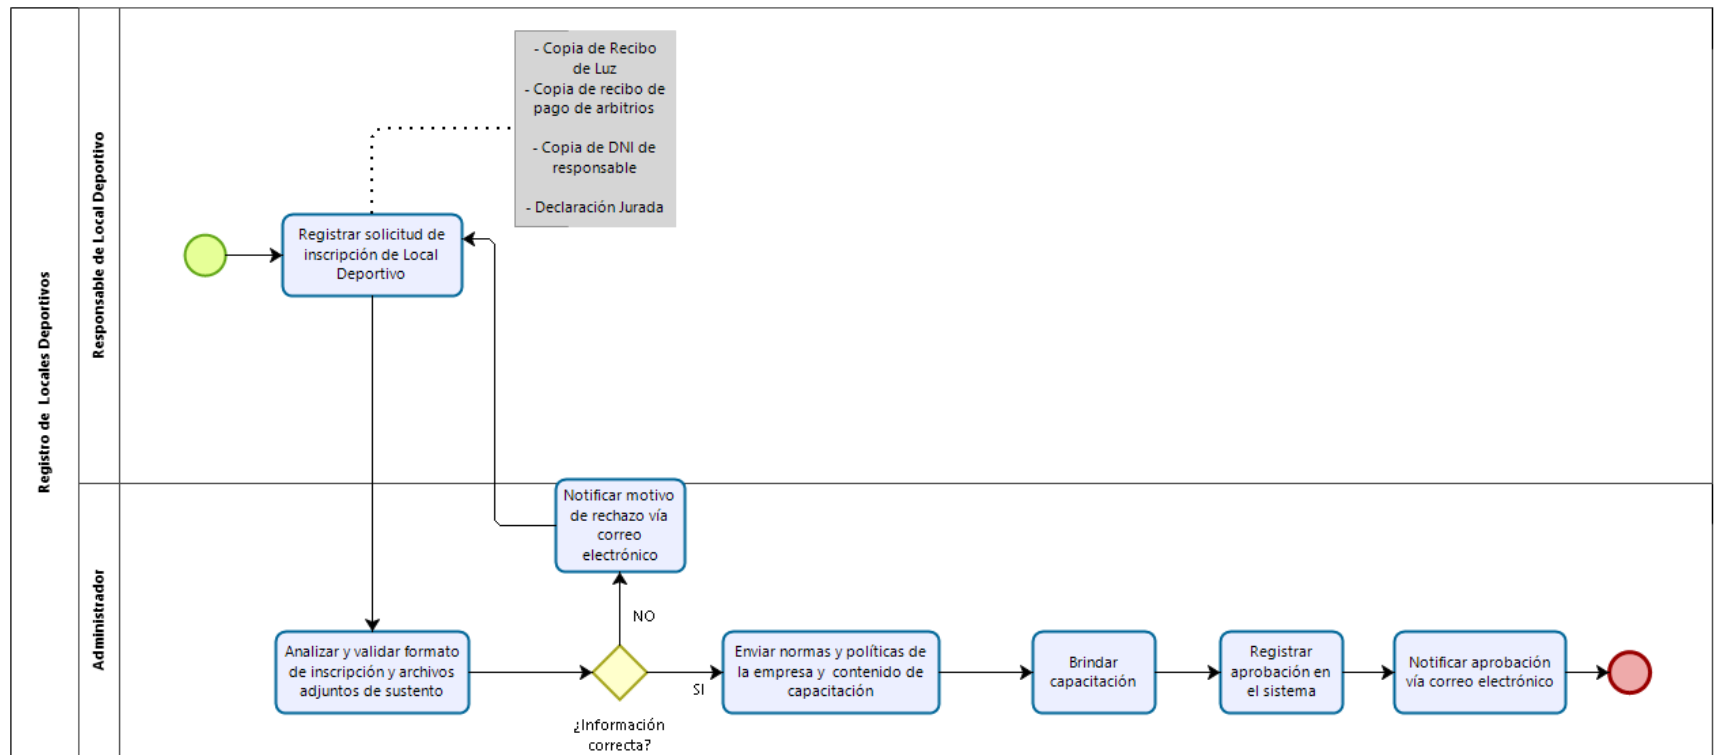 Registro de Locales Deportivos
Responsable de Local Deportivo
- Copia de Recibo
de Luz
- Copia de recibo de
pago de arbitrios
- Copia de DNI de
responsable
- Declaración Jurada
Registrar solicitud de
inscripción de Local
Deportivo
Administrador
Notificar motivo
de rechazo vía
correo
electrónico
NO
Analizar y validar formato
de inscripción y archivos
adjuntos de sustento
¿Información
correcta?
SI
Enviar normas y políticas de
la empresa y contenido de
capacitación
Brindar
capacitación
Registrar
aprobación en
el sistema
Notificar aprobación
vía correo electrónico